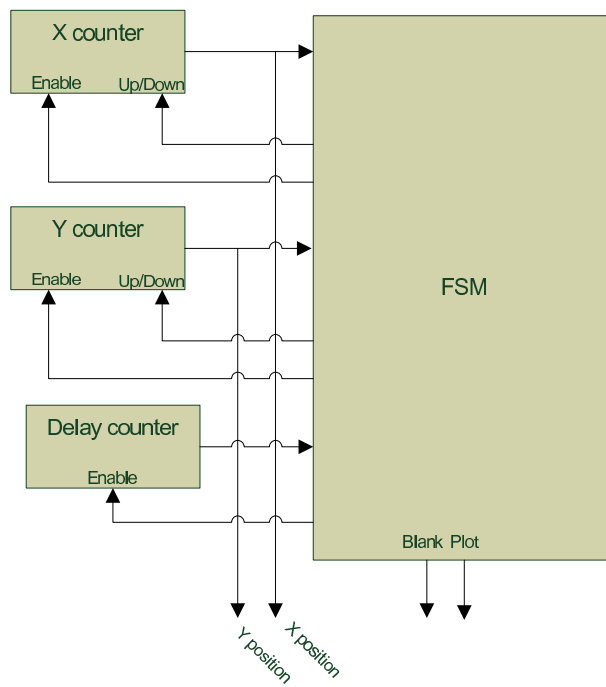 X counter
Enable
Up/Down
Y counter
Enable
Up/Down
FSM
Delay counter
Enable
Blank Plot
Y position
X position